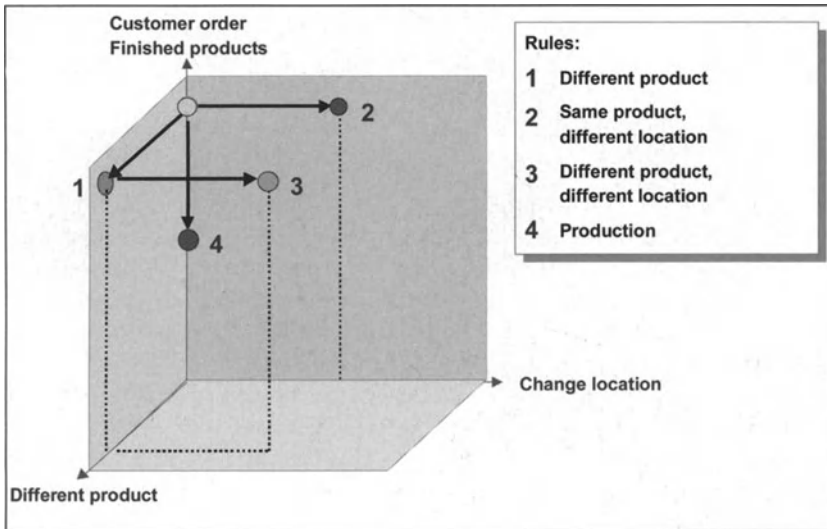 Customer order
Finished products
2
1
3
4
Change location
Different product
Rules:
1 Different product
2 Same product,
different location
3 Different product,
different location
4 Production